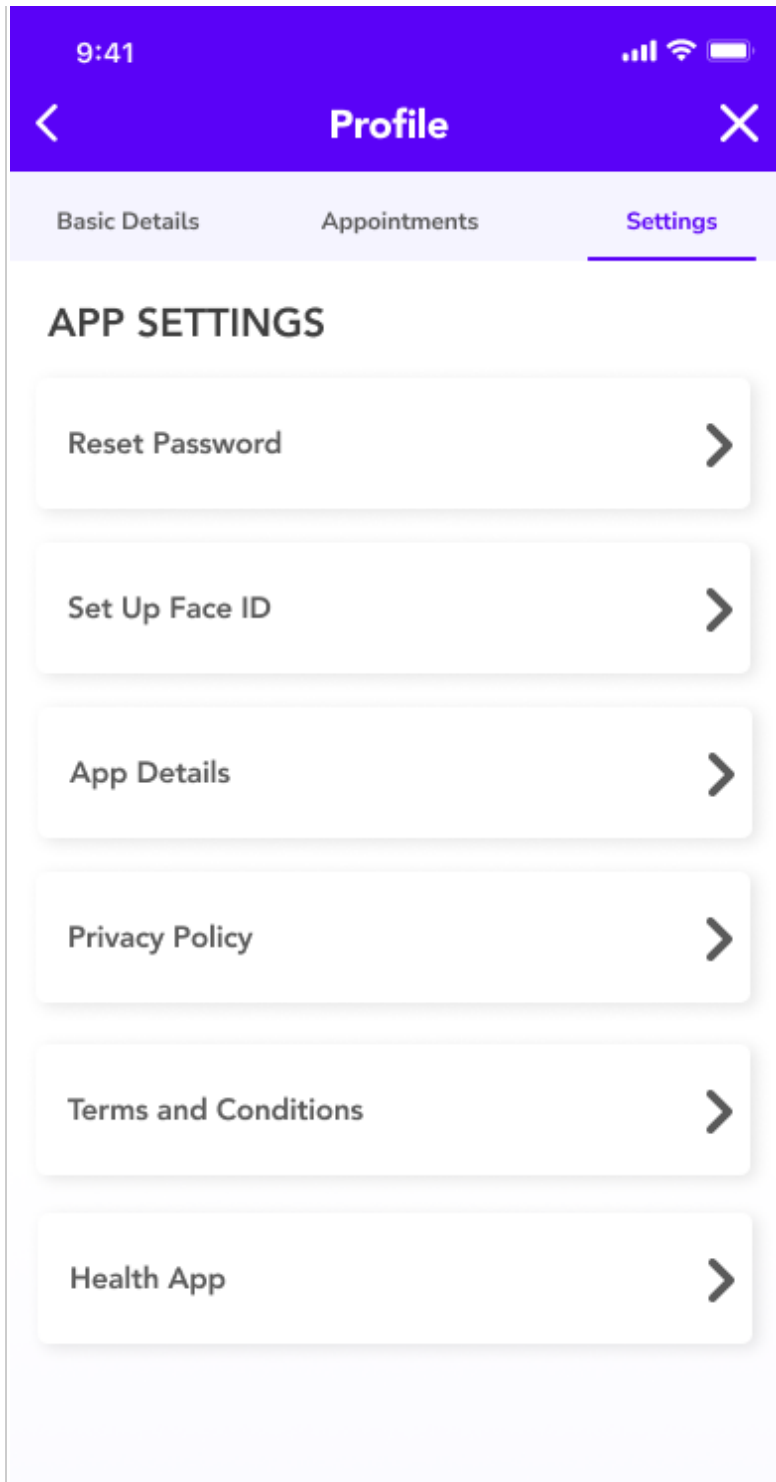 9:41
Profile
Basic Details Appointments Settings
APP SETTINGS
Reset Password
Set Up Face ID
App Details
Privacy Policy
Terms and Conditions
Health App